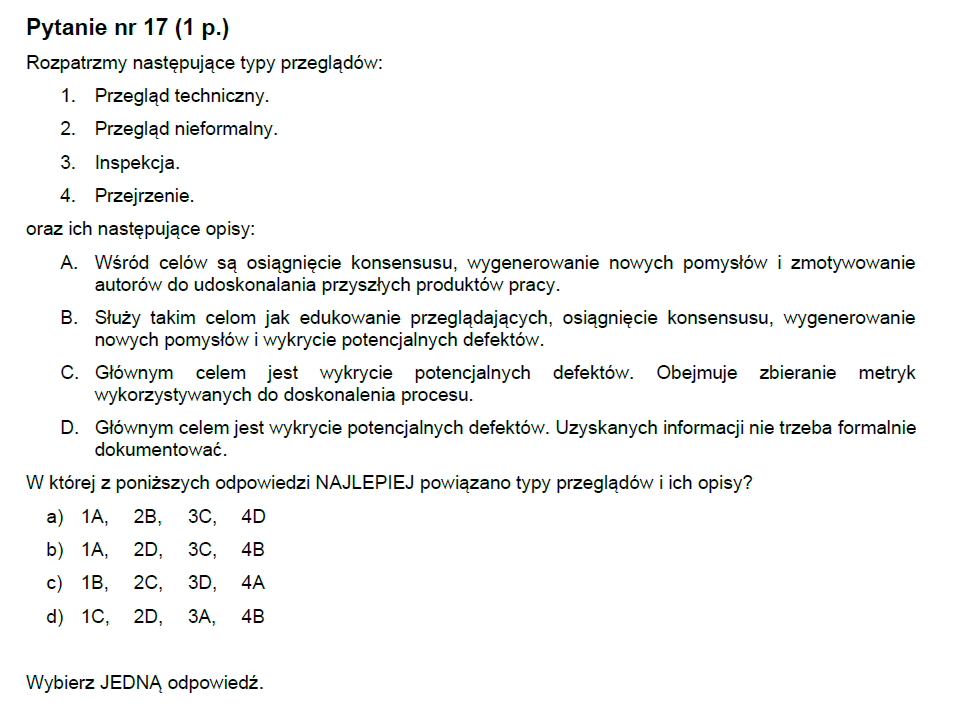 Pytanie nr 17 (1 p.)
Rozpatrzmy następujące typy przeglądów:
1. Przegląd techniczny.
2. Przegląd nieformalny.
3. Inspekcja.
4. Przejrzenie.
oraz ich następujące opisy:
A. Wśród celów są osiągnięcie konsensusu, wygenerowanie nowych pomysłów i zmotywowanie
autorów do udoskonalania przyszłych produktów pracy.
B. Służy takim celom jak edukowanie przeglądających, osiągnięcie konsensusu, wygenerowanie
nowych pomysłów i wykrycie potencjalnych defektów.
C. Głównym celem jest wykrycie potencjalnych defektów. Obejmuje zbieranie metryk
wykorzystywanych do doskonalenia procesu.
D. Głównym celem jest wykrycie potencjalnych defektów. Uzyskanych informacji nie trzeba formalnie
dokumentować.
W której z poniższych odpowiedzi NAJLEPIEJ powiązano typy przeglądów i ich opisy?
a) 1A, 2B, 3C, 4D
b) 1A, 2D, 3C, 4B
c) 1B, 2C, 3D, 4A
d) 1C, 2D, 3A, 4B
Wybierz JEDNĄ odpowiedź.